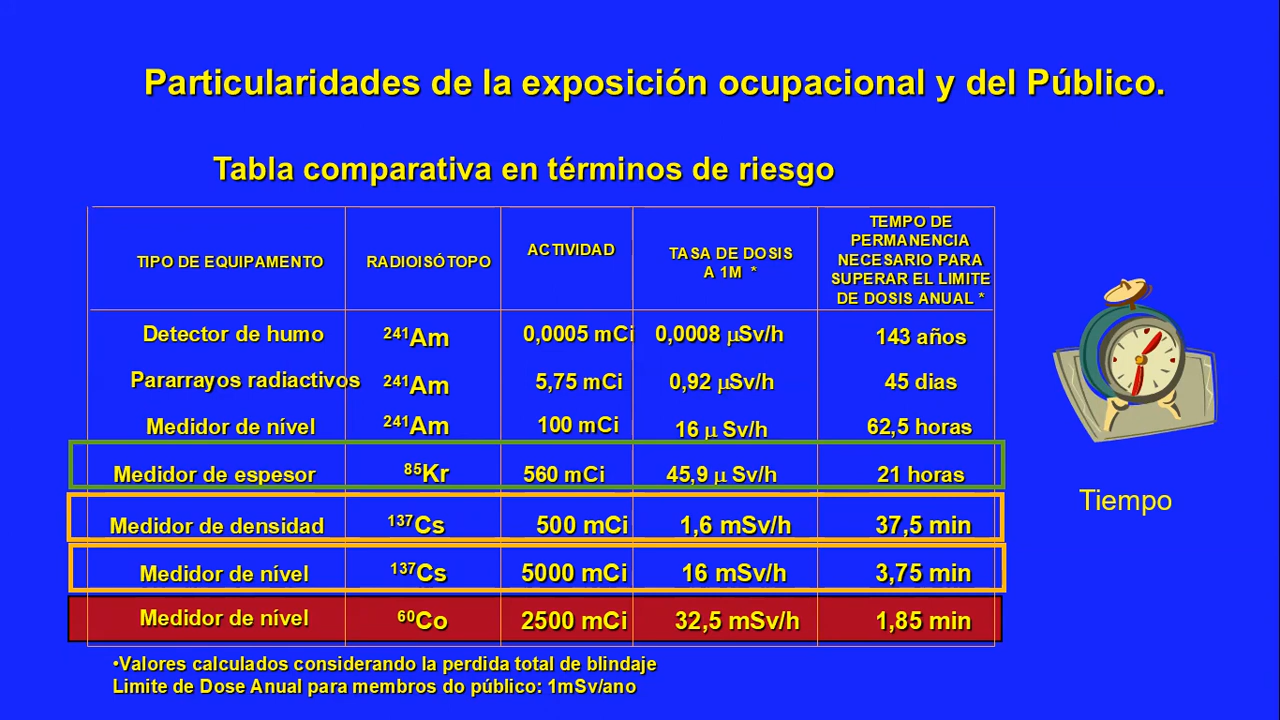 Particularidades de la exposición ocupacional y del Público.
Tabla comparativa en términos de riesgo
TIPO DE EQUIPAMENTO RADIOISÓTOPO ACTIVIDAD TASA DE DOSIS A 1M * TEMPO DE PERMANENCIA NECESARIO PARA SUPERAR EL LIMITE DE DOSIS ANUAL *
Detector de humo 241Am 0,0005 mCi 0,0008 µSv/h 143 años
Pararrayos radiactivos 241Am 5,75 mCi 0,92 µSv/h 45 dias
Medidor de nível 241Am 100 mCi 16 µ Sv/h 62,5 horas
Medidor de espesor 85Kr 560 mCi 45,9 µ Sv/h 21 horas
Medidor de densidad 137Cs 500 mCi 1,6 mSv/h 37,5 min
Medidor de nível 137Cs 5000 mCi 16 mSv/h 3,75 min
Medidor de nível 60Co 2500 mCi 32,5 mSv/h 1,85 min
Tiempo
•Valores calculados considerando la perdida total de blindaje
Limite de Dose Anual para membros do público: 1mSv/ano